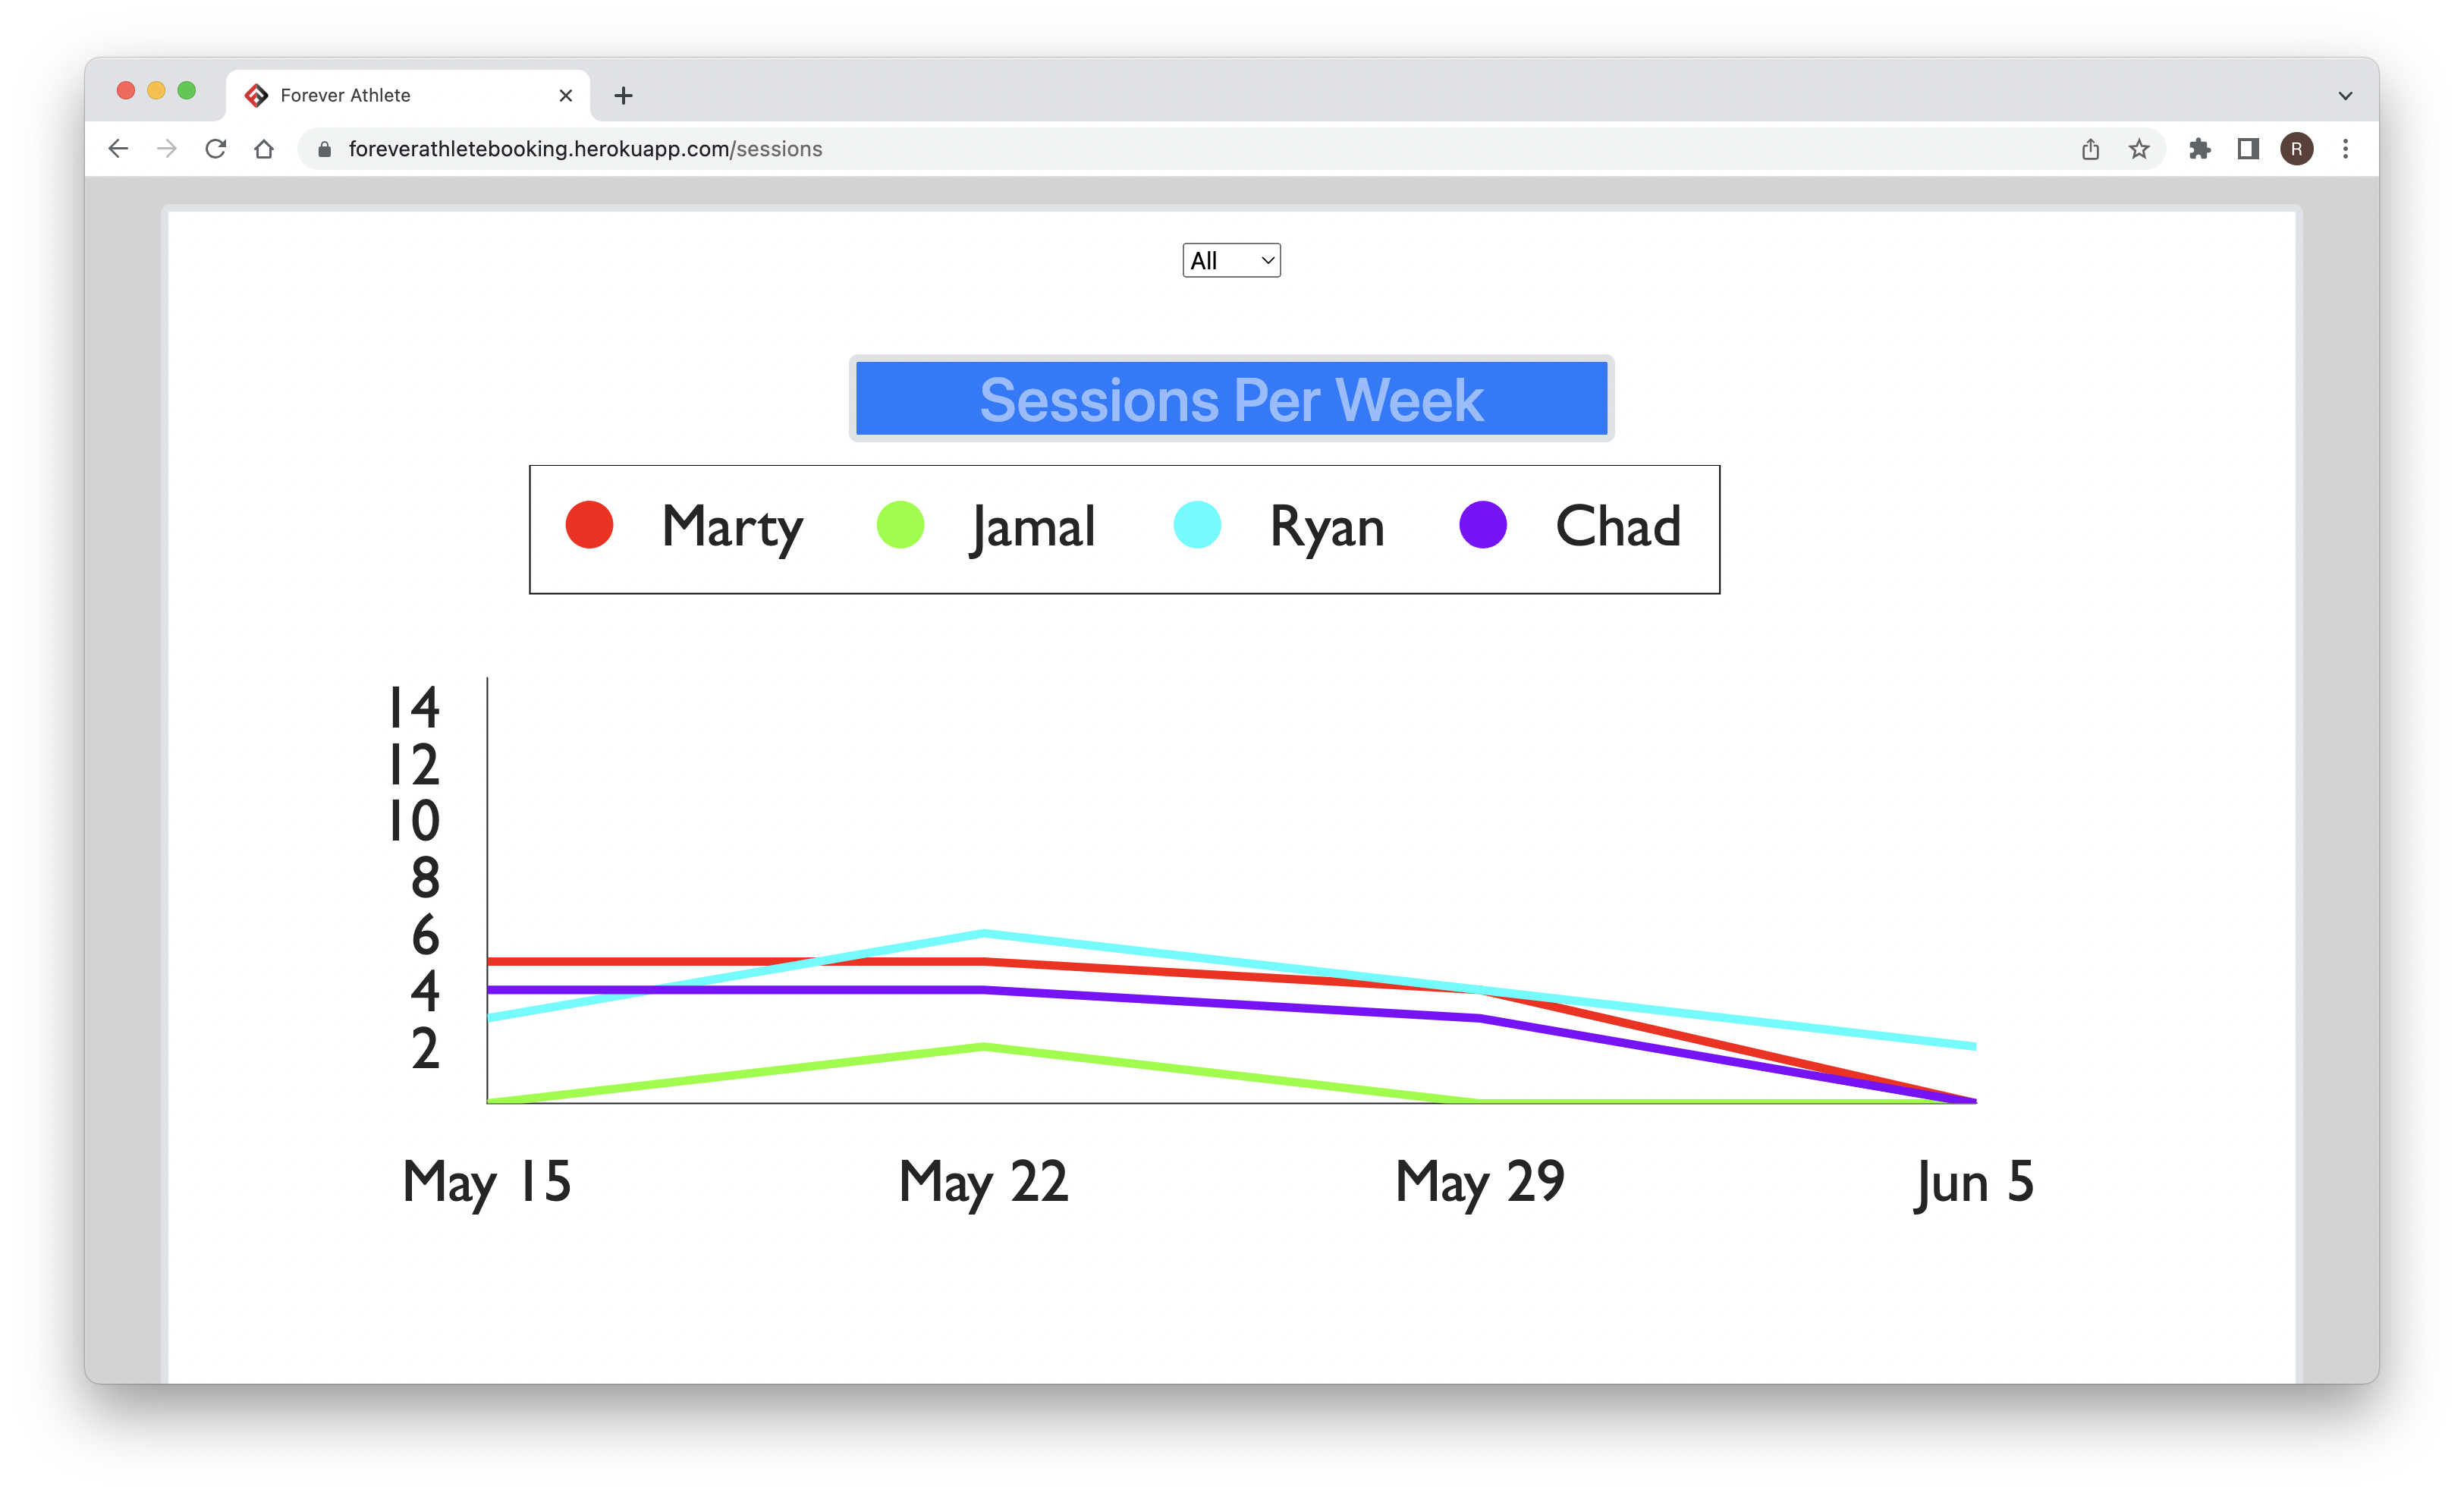 Forever Athlete
foreverathletebooking.herokuapp.com/sessions
R
All
Sessions Per Week
Marty Jamal Ryan Chad
14
12
10
8
6
4
2
May 15 May 22 May 29 Jun 5